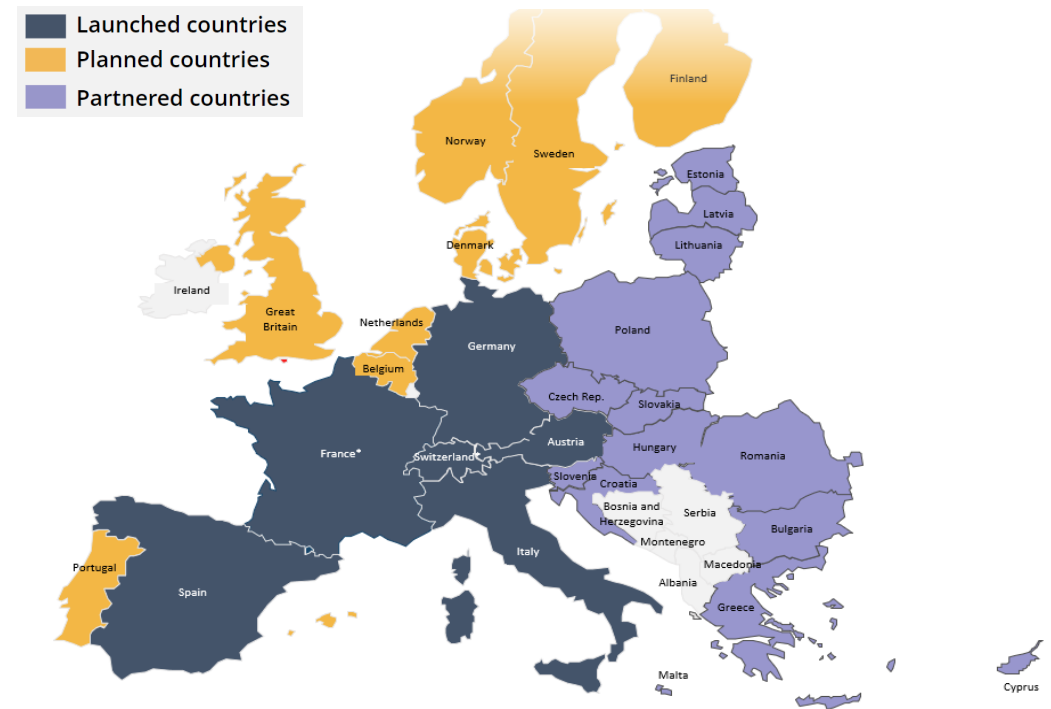 Launched countries
Planned countries
Partnered countries
Finland
Norway
Sweden
Estonia
Latvia
Lithuania
Denmark
Ireland
Great
Britain
Netherlands
Belgium
Germany
Poland
Czech Rep.
Slovakia
France*
Switzerland*
Austria
Hungary
Romania
Slovenia
Croatia
Bosnia and
Herzegovina
Serbia
Bulgaria
Montenegro
Italy
Macedonia
Portugal
Spain
Albania
Greece
Malta
Cyprus